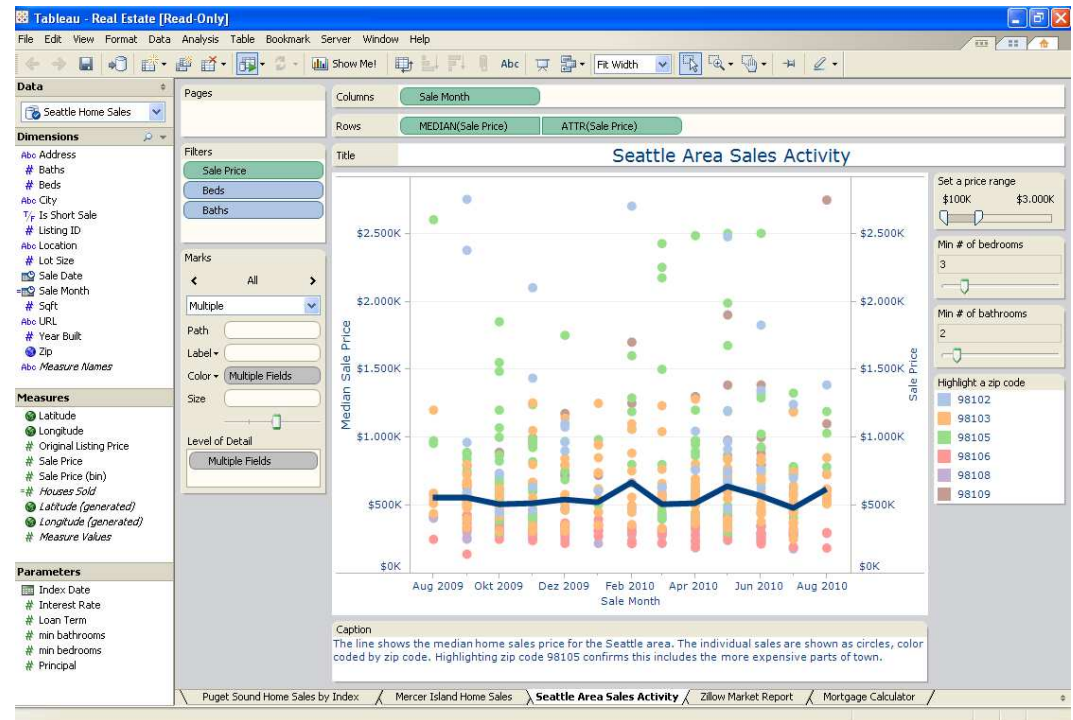 Tableau - Real Estate [Read-Only]
File Edit View Format Data Analysis Table Bookmark Server Window Help
Show Me! Abc Fit Width
Data
Seattle Home Sales
Dimensions
Abc Address
# Baths
# Beds
Abc City
T/F Is Short Sale
# Listing ID
Abc Location
# Lot Size
Sale Date
Sale Month
# Sqft
Abc URL
# Year Built
Zip
Abc Measure Names
Measures
Latitude
Longitude
# Original Listing Price
# Sale Price
# Sale Price (bin)
=# Houses Sold
Latitude (generated)
Longitude (generated)
# Measure Values
Parameters
Index Date
# Interest Rate
# Loan Term
# min bathrooms
# min bedrooms
# Principal
Pages
Filters
Sale Price
Beds
Baths
Marks
All
Multiple
Path
Label
Color Multiple Fields
Size
Level of Detail
Multiple Fields
Columns Sale Month
Rows MEDIAN(Sale Price) ATTR(Sale Price)
Title Seattle Area Sales Activity
Median Sale Price
$2.500K
$2.000K
$1.500K
$1.000K
$500K
$0K
$2.500K
$2.000K
$1.500K
$1.000K
$500K
$0K
Sale Price
Aug 2009 Okt 2009 Dez 2009 Feb 2010 Apr 2010 Jun 2010 Aug 2010
Sale Month
Set a price range
$100K $3.000K
Min # of bedrooms
3
Min # of bathrooms
2
Highlight a zip code
98102
98103
98105
98106
98108
98109
Caption
The line shows the median home sales price for the Seattle area. The individual sales are shown as circles, color
coded by zip code. Highlighting zip code 98105 confirms this includes the more expensive parts of town.
Puget Sound Home Sales by Index Mercer Island Home Sales Seattle Area Sales Activity Zillow Market Report Mortgage Calculator